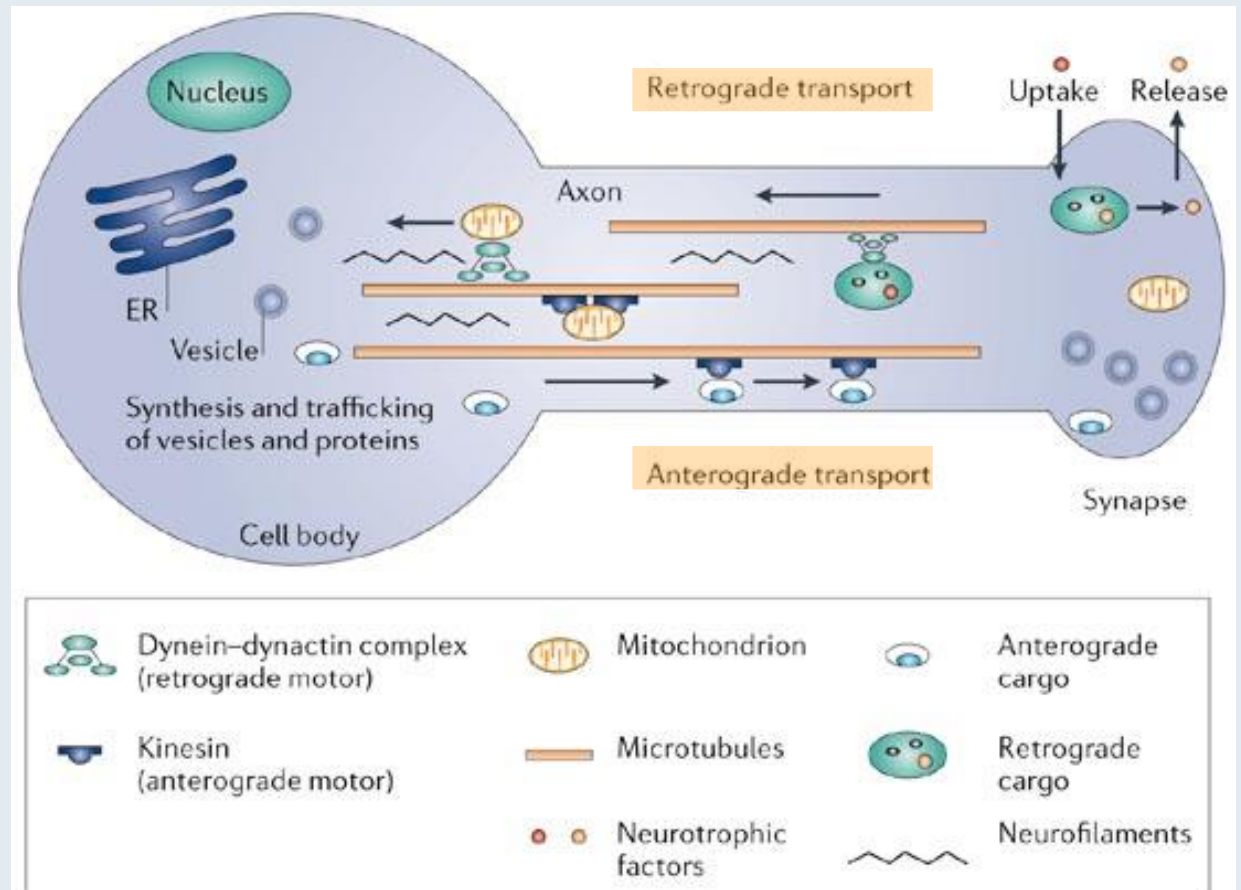 Nucleus
Retrograde transport
Uptake
Release
Axon
ER
Vesicle
Synthesis and trafficking
of vesicles and proteins
Anterograde transport
Synapse
Cell body
Dynein–dynactin complex
(retrograde motor)
Mitochondrion
Anterograde
cargo
Kinesin
(anterograde motor)
Microtubules
Retrograde
cargo
Neurotrophic
factors
Neurofilaments